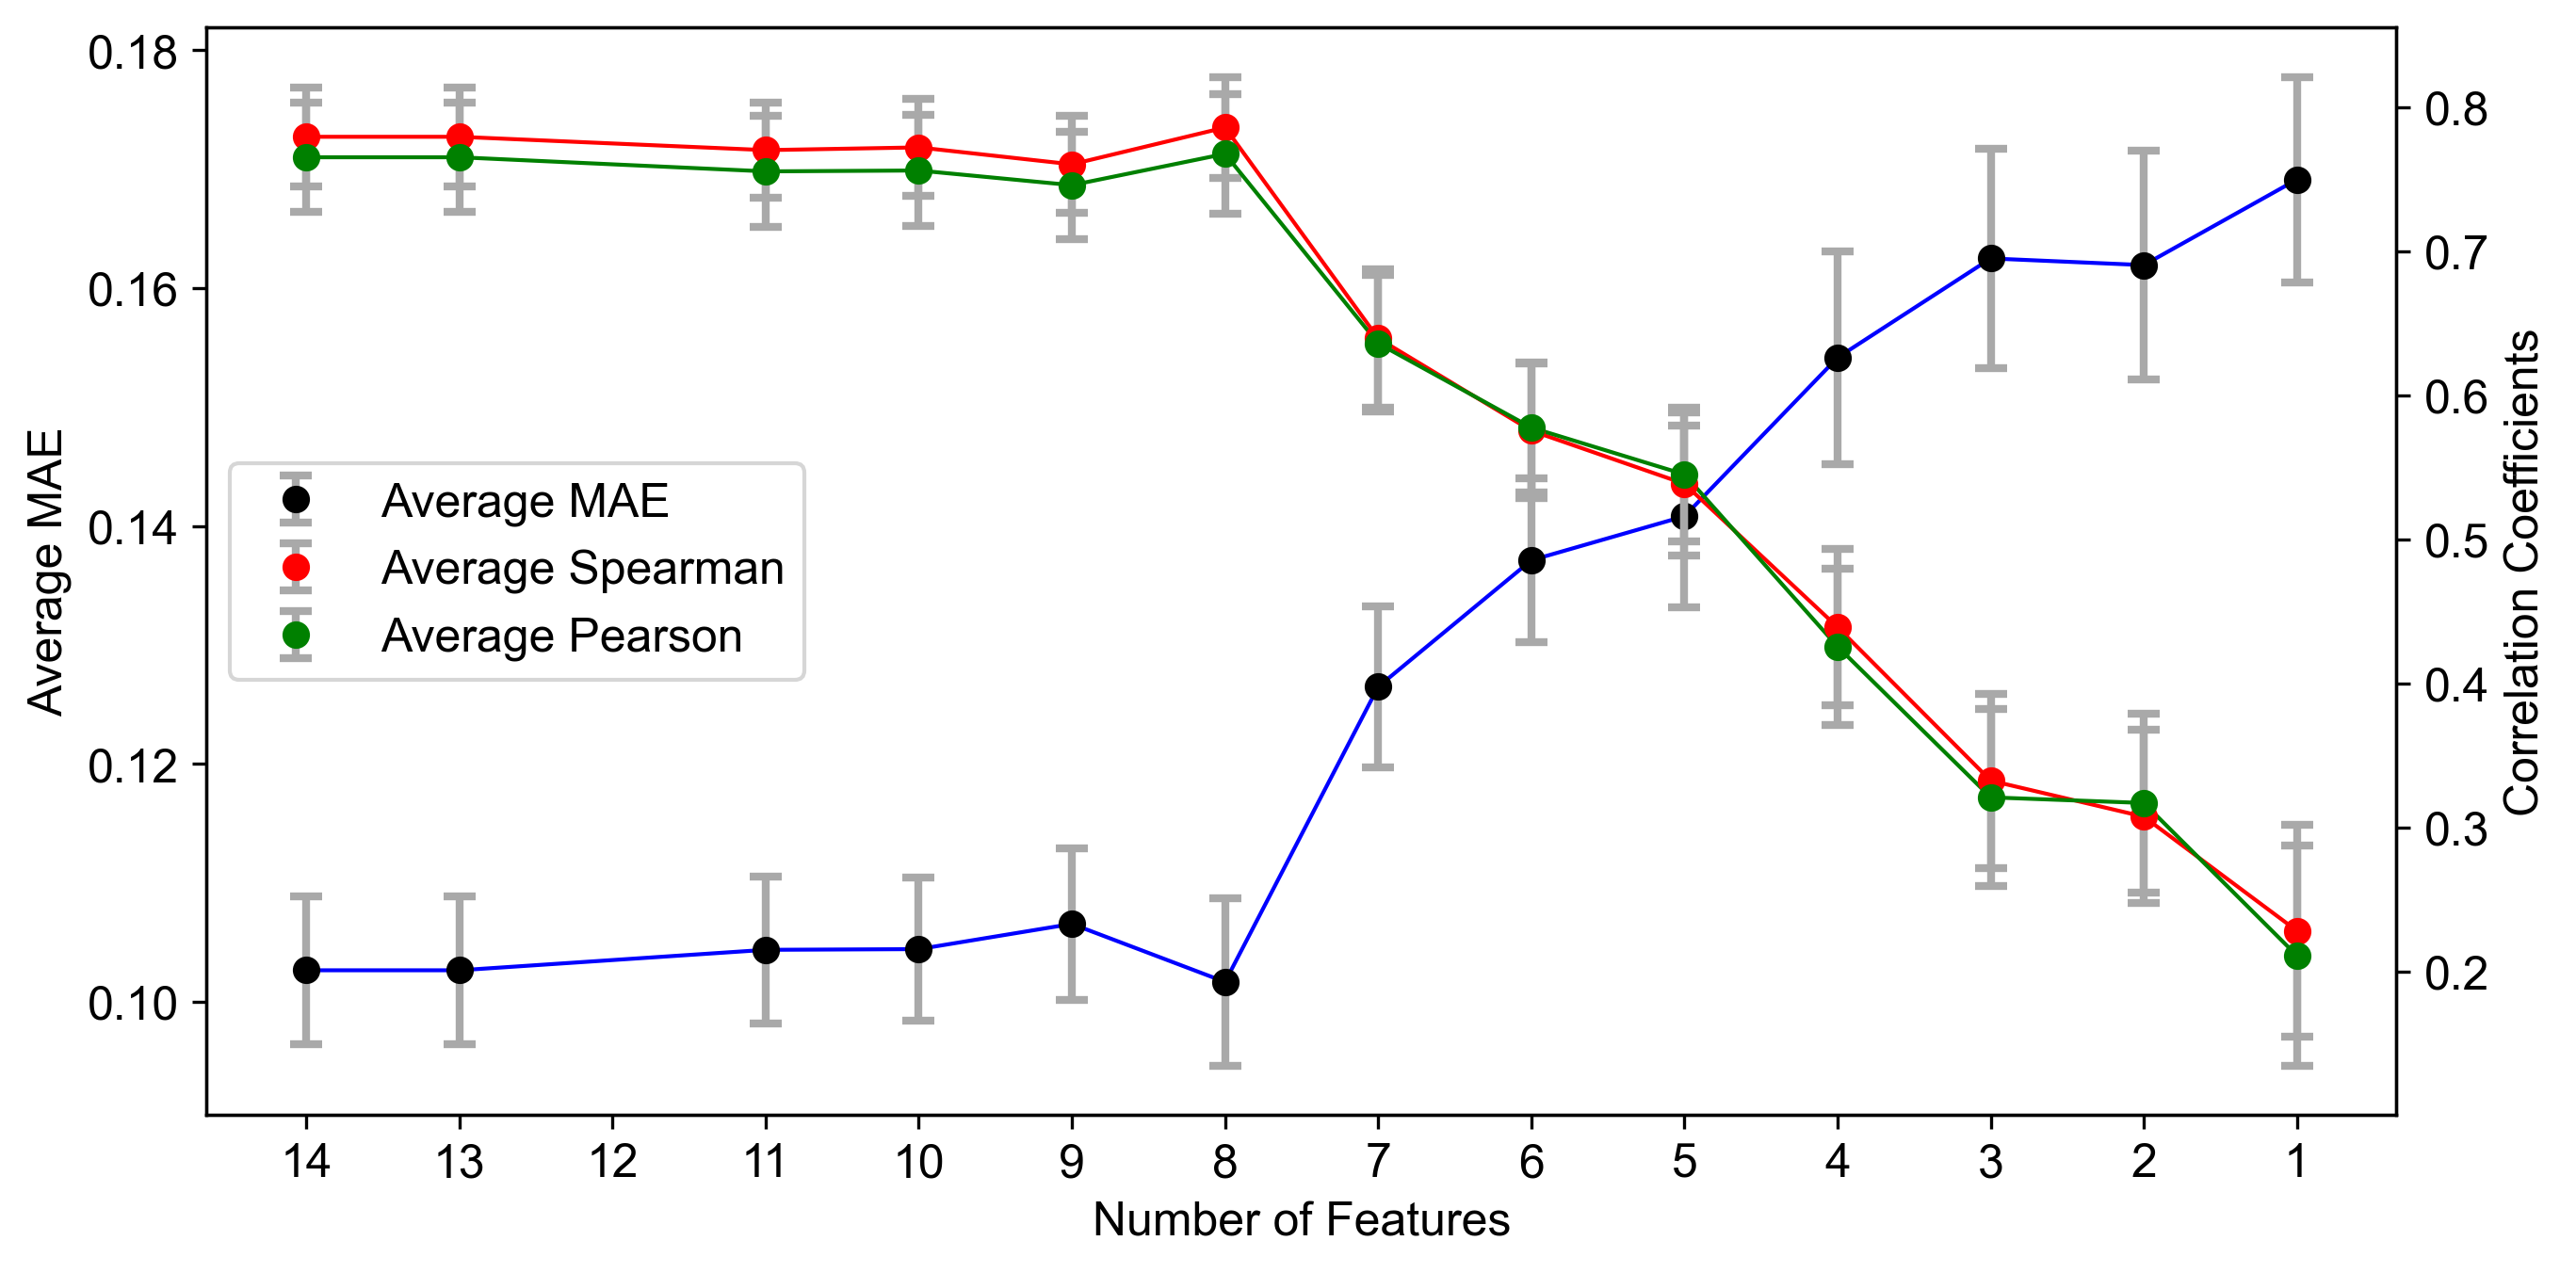 0.18
0.16
0.14
0.12
0.10
Average MAE
Average MAE
Average Spearman
Average Pearson
0.8
0.7
0.6
0.5
0.4
0.3
0.2
Correlation Coefficients
14 13 12 11 10 9 8 7 6 5 4 3 2 1
Number of Features